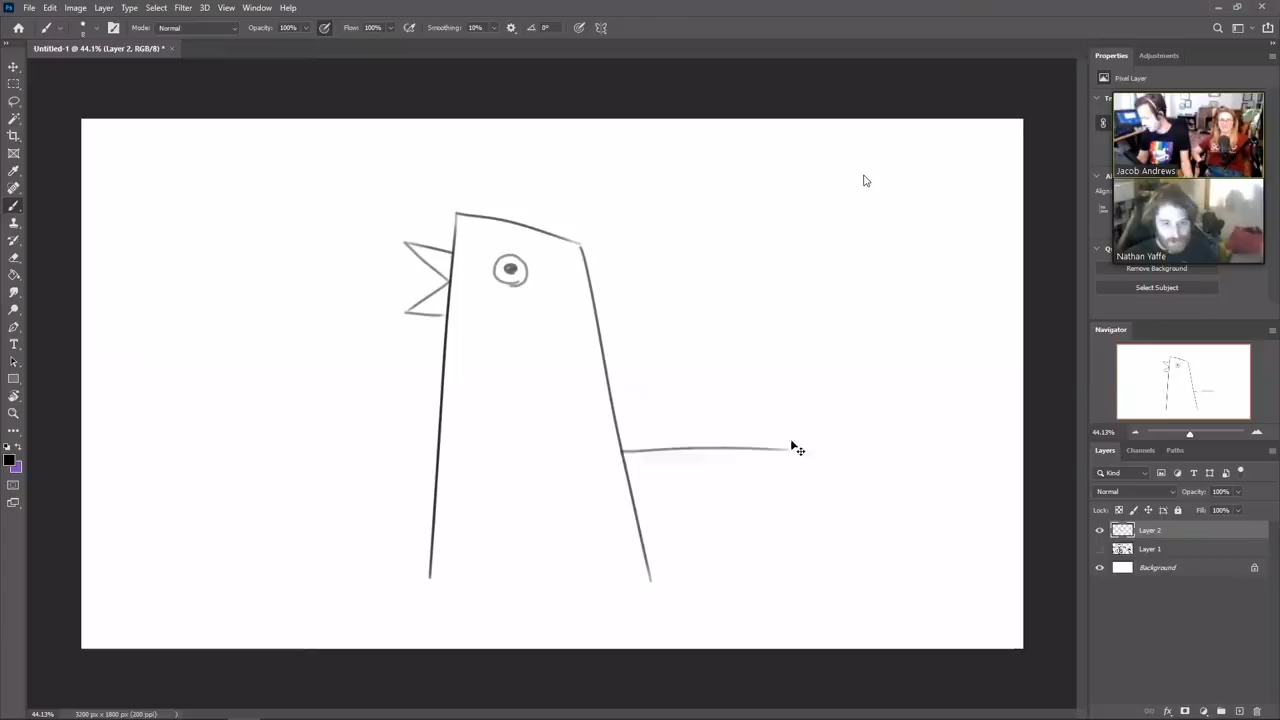 File Edit Image Layer Type Select Filter 3D View Window Help
Mode: Normal Opacity: 100% Flow: 100% Smoothing: 10% 0°
Untitled-1 @ 44.1% (Layer 2, RGB/8) *
Properties Adjustments
Pixel Layer
Jacob Andrews
Nathan Yaffe
Remove Background
Select Subject
Navigator
44.13%
Layers Channels Paths
Kind
Normal Opacity: 100%
Lock: Fill: 100%
Layer 2
Layer 1
Background
44.13% 3200 px x 1800 px (200 ppi)